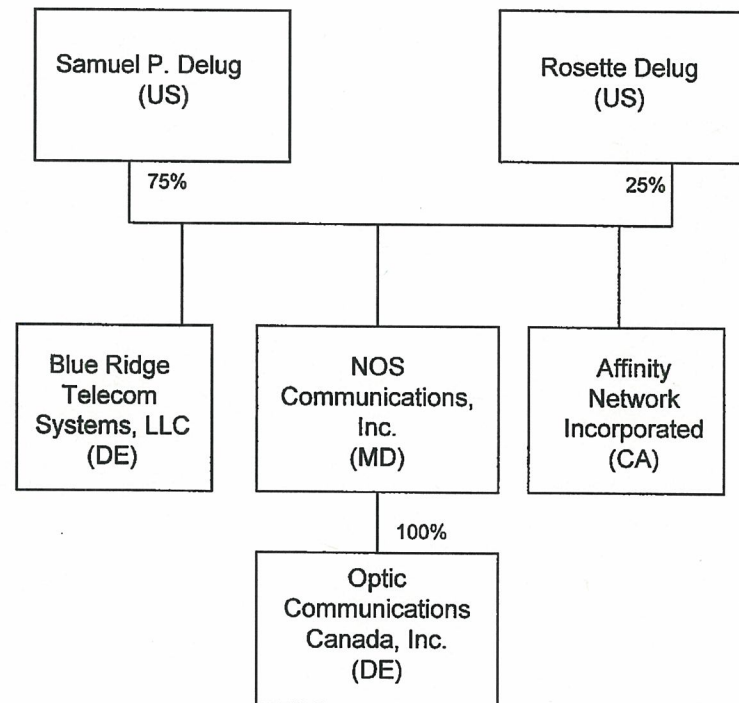 Samuel P. Delug
(US)
Rosette Delug
(US)
75%
25%
Blue Ridge
Telecom
Systems, LLC
(DE)
NOS
Communications,
Inc.
(MD)
Affinity
Network
Incorporated
(CA)
100%
Optic
Communications
Canada, Inc.
(DE)